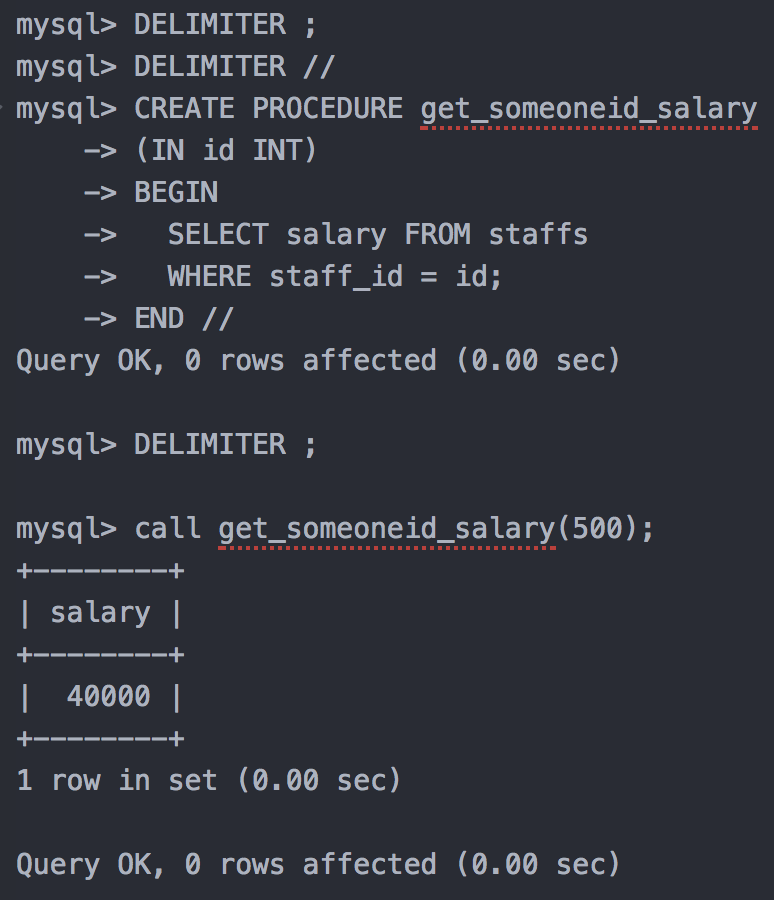 mysql> DELIMITER ;
mysql> DELIMITER //
mysql> CREATE PROCEDURE get_someoneid_salary
    -> (IN id INT)
    -> BEGIN
    ->   SELECT salary FROM staffs
    ->   WHERE staff_id = id;
    -> END //
Query OK, 0 rows affected (0.00 sec)
mysql> DELIMITER ;
mysql> call get_someoneid_salary(500);
+--------+
| salary |
+--------+
|  40000 |
+--------+
1 row in set (0.00 sec)
Query OK, 0 rows affected (0.00 sec)